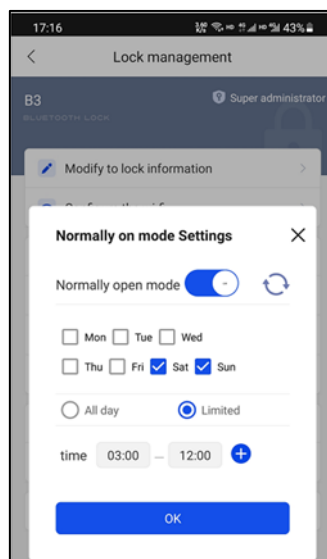 17:16
43%
Lock management
B3
Super administrator
BLUETOOTH LOCK
Modify to lock information
Normally on mode Settings
Normally open mode
Mon Tue Wed
Thu Fri Sat Sun
All day Limited
time 03:00 — 12:00
OK